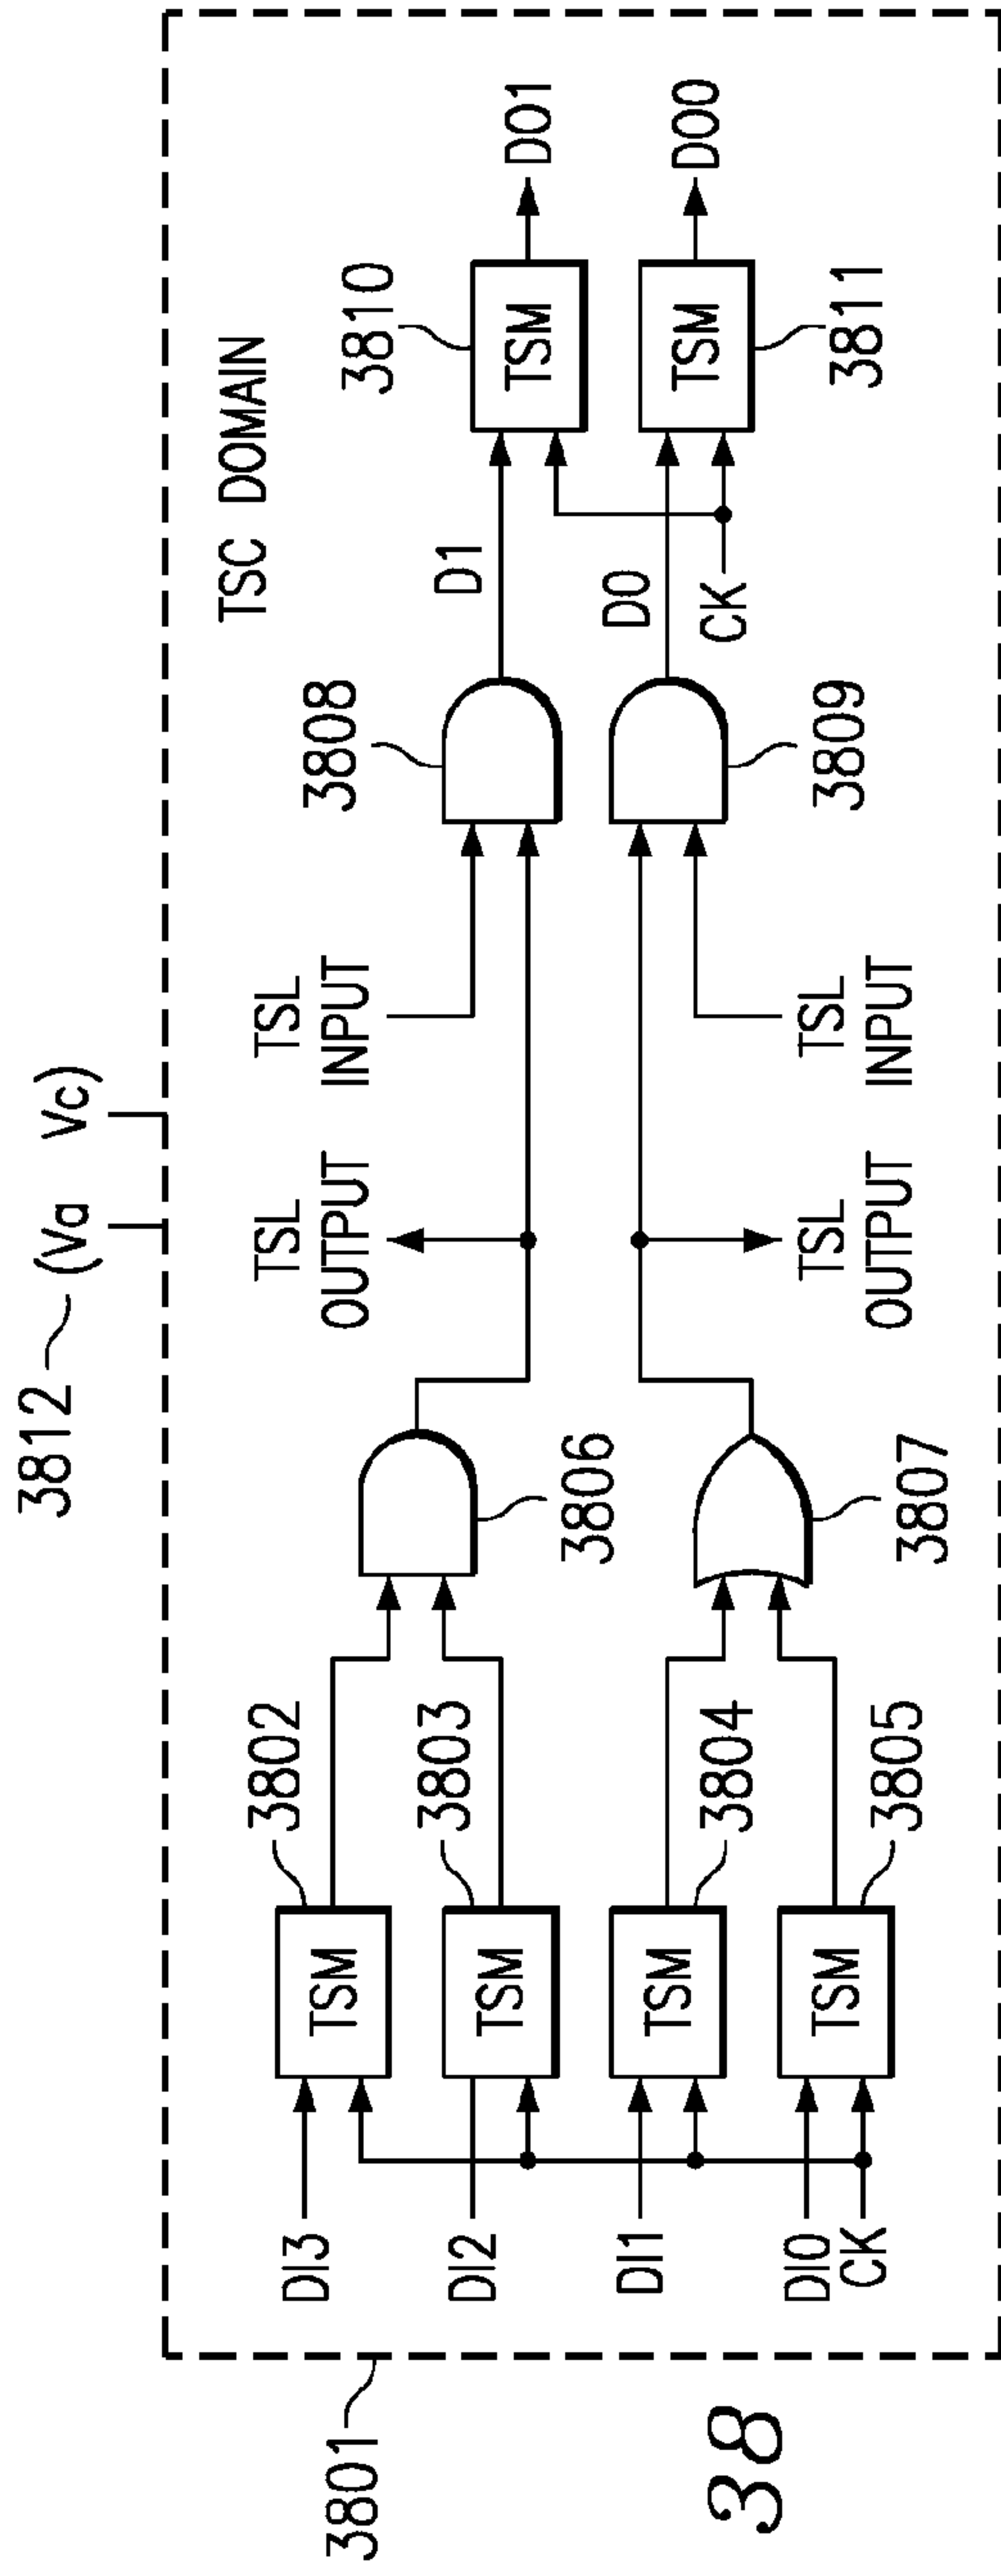 3812 (Va Vc)
TSC DOMAIN
3801
DI3
DI2
DI1
DI0
CK
TSM
3802
TSM
3803
TSM
3804
TSM
3805
3806
3807
TSL
OUTPUT
TSL
OUTPUT
TSL
INPUT
TSL
INPUT
3808
3809
D1
D0
CK
3810
TSM
TSM
3811
DO1
DO0
38